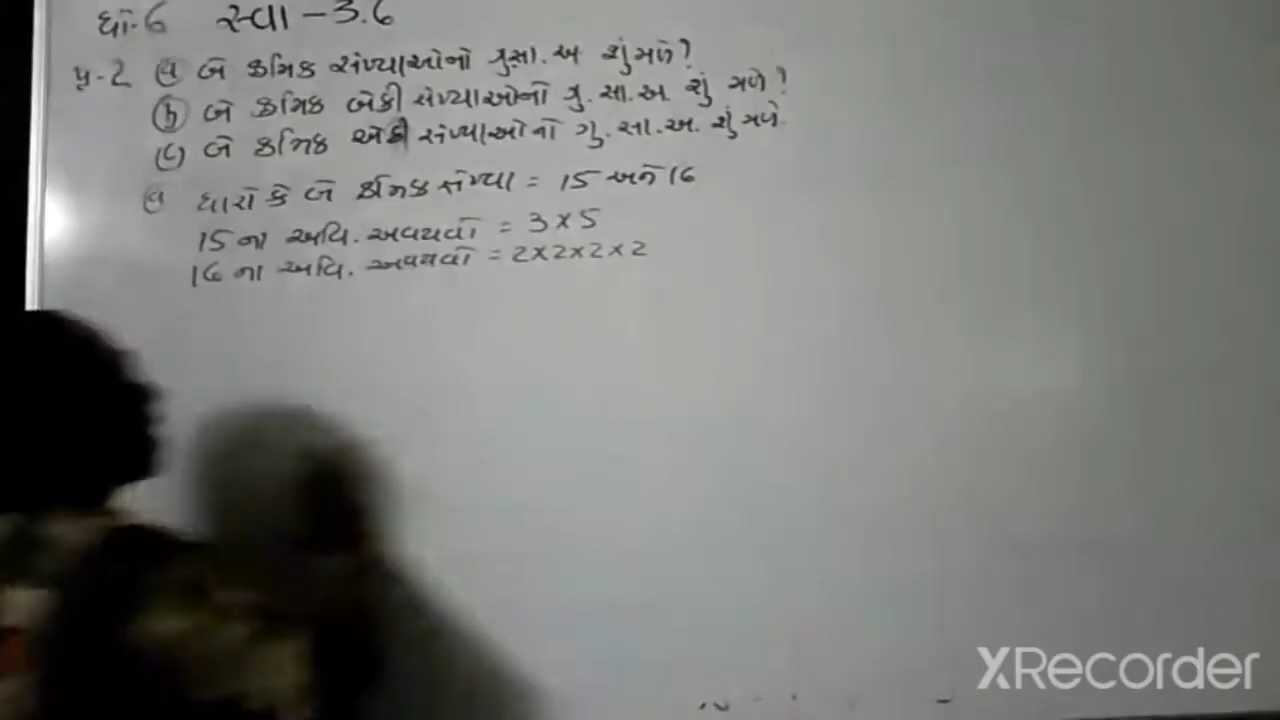 ધો-6 સ્વા - 3.6
પ્ર-2 (a) બે ક્રમિક સંખ્યાઓનો ગુ.સા.અ શું મળે?
(b) બે ક્રમિક બેકી સંખ્યાઓનો ગુ.સા.અ. શું મળે?
(c) બે ક્રમિક એકી સંખ્યાઓનો ગુ.સા.અ. શું મળે.
(a) ધારો કે બે ક્રમિક સંખ્યા = 15 અને 16
15 ના અવિ. અવયવો = 3 × 5
16 ના અવિ. અવયવો = 2×2×2×2
XRecorder